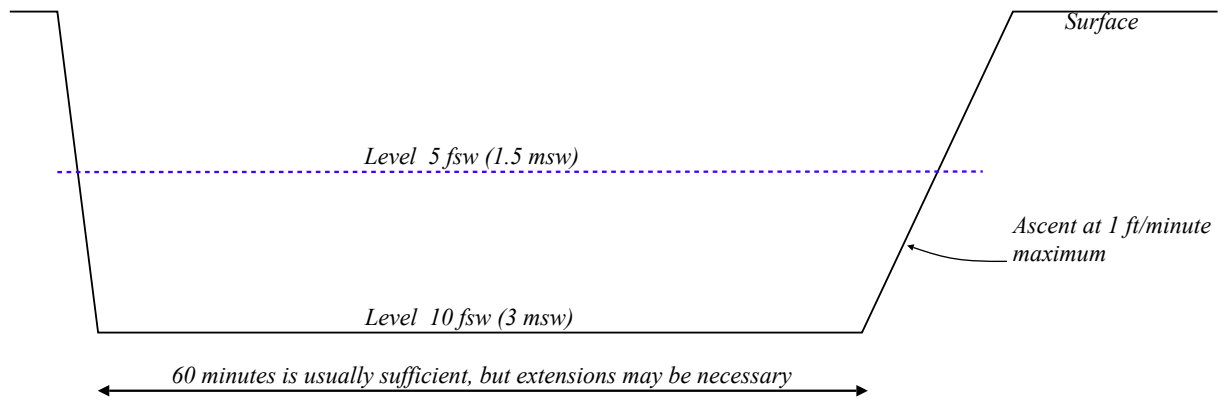 Surface
Level 5 fsw (1.5 msw)
Ascent at 1 ft/minute
maximum
Level 10 fsw (3 msw)
60 minutes is usually sufficient, but extensions may be necessary